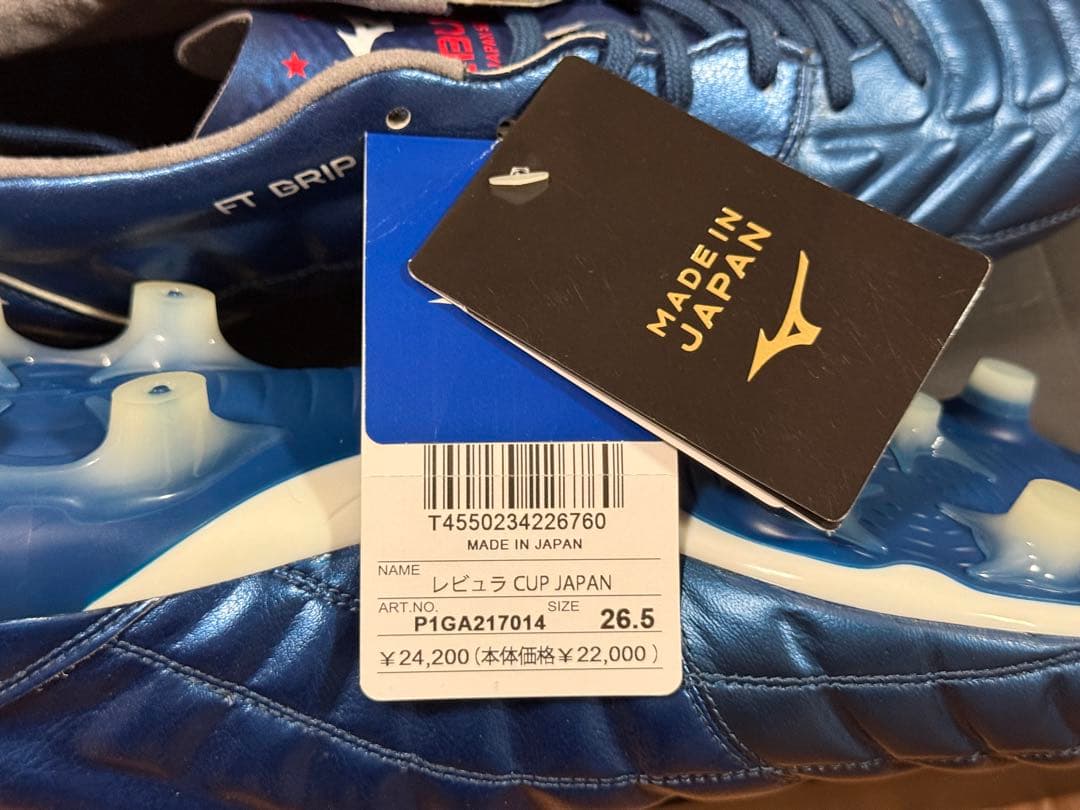 JAPAN
FT GRIP
MADE IN
JAPAN
T4550234226760
MADE IN JAPAN
NAME レビュラ CUP JAPAN
ART.NO. SIZE
P1GA217014 26.5
￥24,200(本体価格￥22,000)